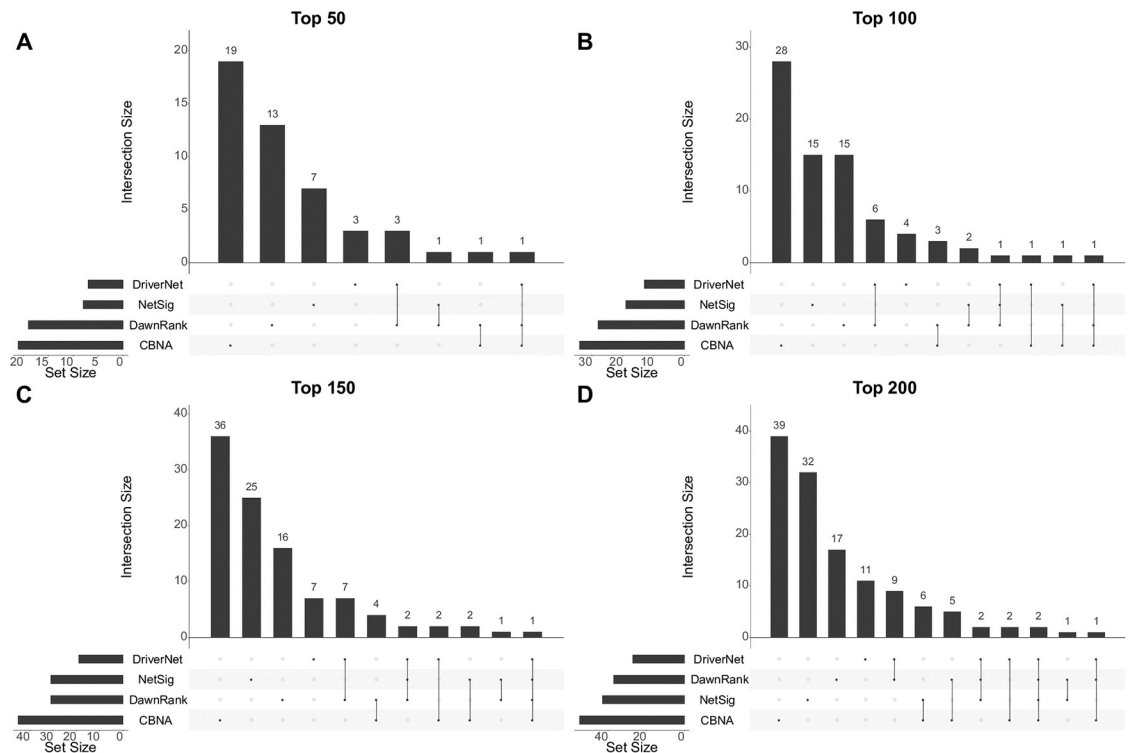 Top 50
A
Intersection Size
20
15
10
5
0
19 13 7 3 3 1 1 1
DriverNet
NetSig
DawnRank
CBNA
20 15 10 5 0
Set Size
Top 100
B
Intersection Size
30
20
10
0
28 15 15 6 4 3 2 1 1 1 1
DriverNet
NetSig
DawnRank
CBNA
30 20 10 0
Set Size
Top 150
C
Intersection Size
40
30
20
10
0
36 25 16 7 7 4 2 2 2 1 1
DriverNet
NetSig
DawnRank
CBNA
40 30 20 10 0
Set Size
Top 200
D
Intersection Size
40
30
20
10
0
39 32 17 11 9 6 5 2 2 2 1 1
DriverNet
DawnRank
NetSig
CBNA
40 20 0
Set Size